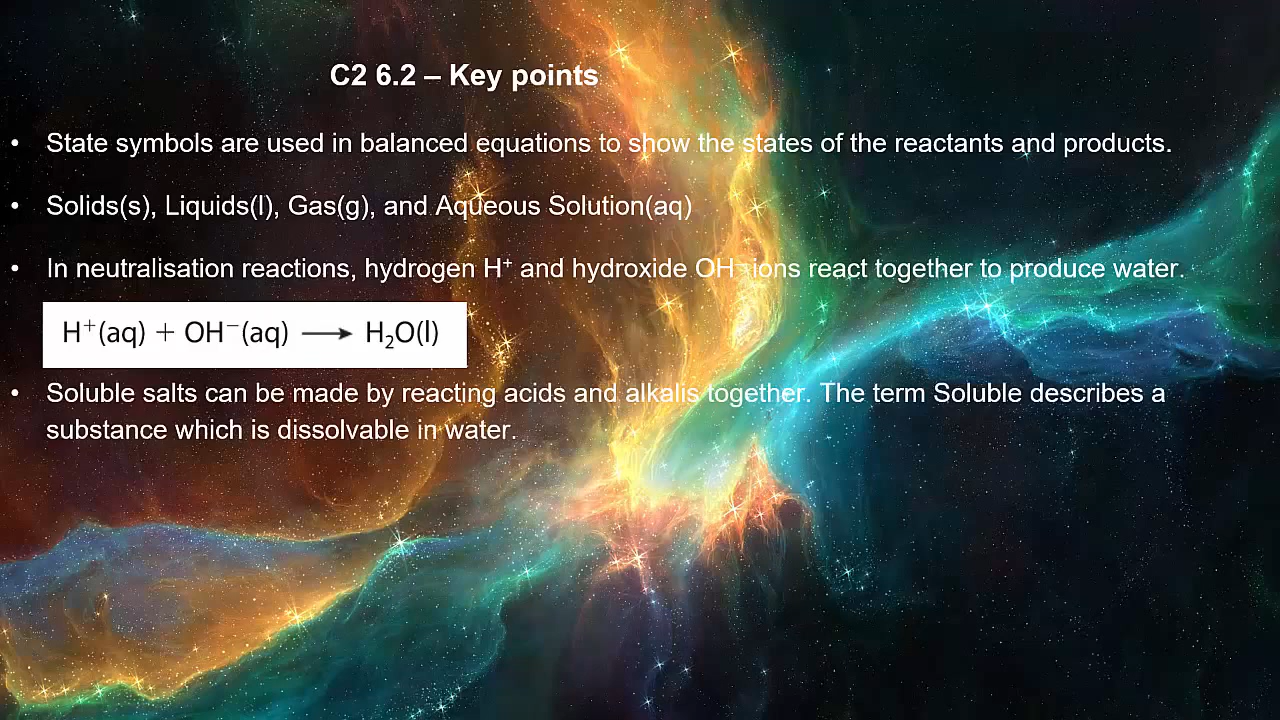 C2 6.2 – Key points
• State symbols are used in balanced equations to show the states of the reactants and products.
• Solids(s), Liquids(l), Gas(g), and Aqueous Solution(aq)
• In neutralisation reactions, hydrogen H⁺ and hydroxide OH⁻ ions react together to produce water.
H⁺(aq) + OH⁻(aq) ⟶ H₂O(l)
• Soluble salts can be made by reacting acids and alkalis together. The term Soluble describes a
substance which is dissolvable in water.